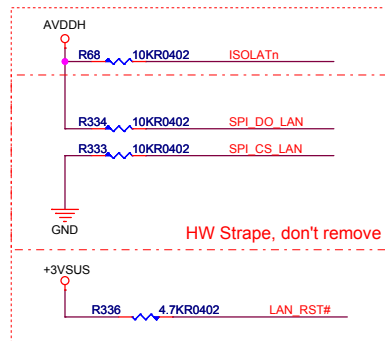 AVDDH
R68 10KR0402 ISOLATn
R334 10KR0402 SPI_DO_LAN
R333 10KR0402 SPI_CS_LAN
GND
HW Strape, don't remove
+3VSUS
R336 4.7KR0402 LAN_RST#